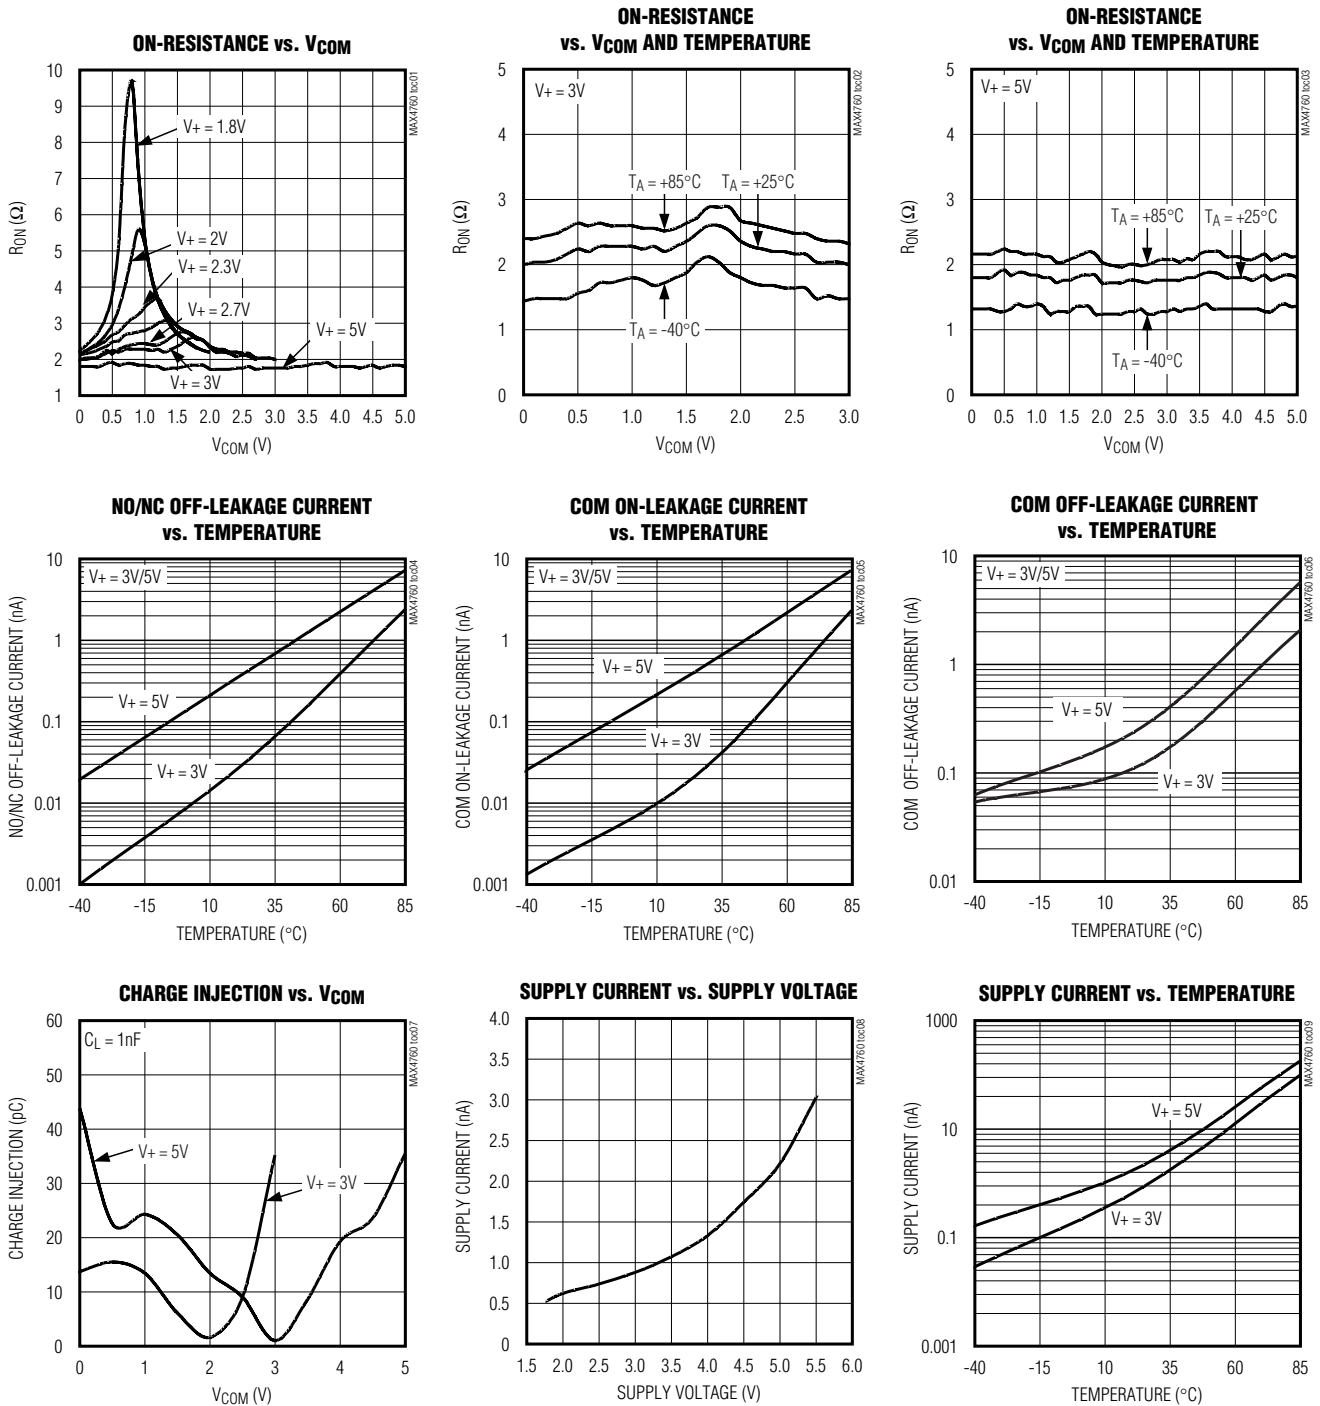 ON-RESISTANCE vs. VCOM
MAX4760 toc01
RON (Ω)
10
9
8
7
6
5
4
3
2
1
V+ = 1.8V
V+ = 2V
V+ = 2.3V
V+ = 2.7V
V+ = 5V
V+ = 3V
0 0.5 1.0 1.5 2.0 2.5 3.0 3.5 4.0 4.5 5.0
VCOM (V)
ON-RESISTANCE
vs. VCOM AND TEMPERATURE
MAX4760 toc02
RON (Ω)
5
4
3
2
1
0
V+ = 3V
TA = +85°C
TA = +25°C
TA = -40°C
0 0.5 1.0 1.5 2.0 2.5 3.0
VCOM (V)
ON-RESISTANCE
vs. VCOM AND TEMPERATURE
MAX4760 toc03
RON (Ω)
5
4
3
2
1
0
V+ = 5V
TA = +85°C
TA = +25°C
TA = -40°C
0 0.5 1.0 1.5 2.0 2.5 3.0 3.5 4.0 4.5 5.0
VCOM (V)
NO/NC OFF-LEAKAGE CURRENT
vs. TEMPERATURE
MAX4760 toc04
NO/NC OFF-LEAKAGE CURRENT (nA)
10
1
0.1
0.01
0.001
V+ = 3V/5V
V+ = 5V
V+ = 3V
-40 -15 10 35 60 85
TEMPERATURE (°C)
COM ON-LEAKAGE CURRENT
vs. TEMPERATURE
MAX4760 toc05
COM ON-LEAKAGE CURRENT (nA)
10
1
0.1
0.01
0.001
V+ = 3V/5V
V+ = 5V
V+ = 3V
-40 -15 10 35 60 85
TEMPERATURE (°C)
COM OFF-LEAKAGE CURRENT
vs. TEMPERATURE
MAX4760 toc06
COM OFF-LEAKAGE CURRENT (nA)
10
1
0.1
0.01
V+ = 3V/5V
V+ = 5V
V+ = 3V
-40 -15 10 35 60 85
TEMPERATURE (°C)
CHARGE INJECTION vs. VCOM
MAX4760 toc07
CHARGE INJECTION (pC)
60
50
40
30
20
10
0
CL = 1nF
V+ = 5V
V+ = 3V
0 1 2 3 4 5
VCOM (V)
SUPPLY CURRENT vs. SUPPLY VOLTAGE
MAX4760 toc08
SUPPLY CURRENT (nA)
4.0
3.5
3.0
2.5
2.0
1.5
1.0
0.5
0
1.5 2.0 2.5 3.0 3.5 4.0 4.5 5.0 5.5 6.0
SUPPLY VOLTAGE (V)
SUPPLY CURRENT vs. TEMPERATURE
MAX4760 toc09
SUPPLY CURRENT (nA)
1000
10
0.1
0.001
V+ = 5V
V+ = 3V
-40 -15 10 35 60 85
TEMPERATURE (°C)